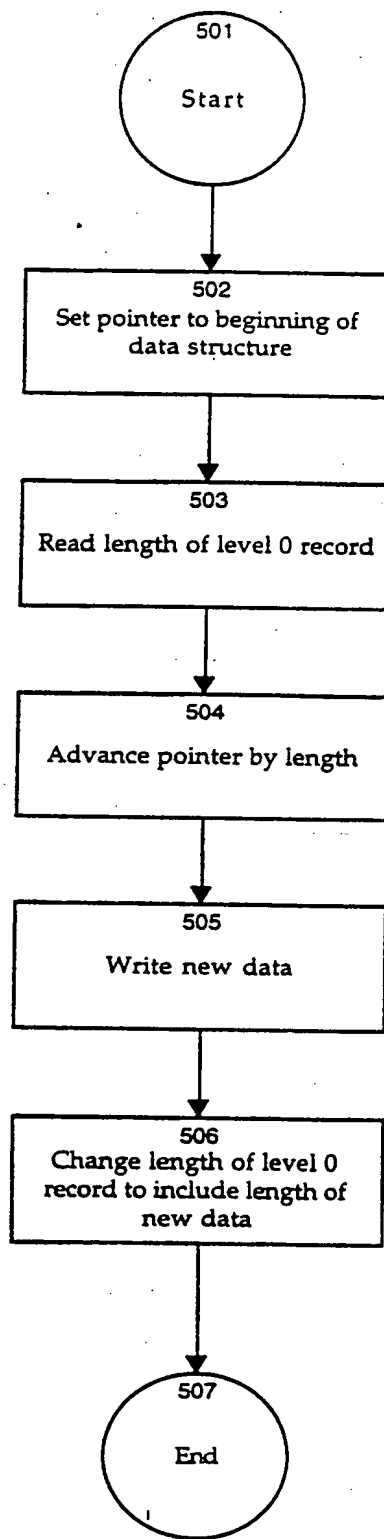 501
Start
502
Set pointer to beginning of
data structure
503
Read length of level 0 record
504
Advance pointer by length
505
Write new data
506
Change length of level 0
record to include length of
new data
507
End